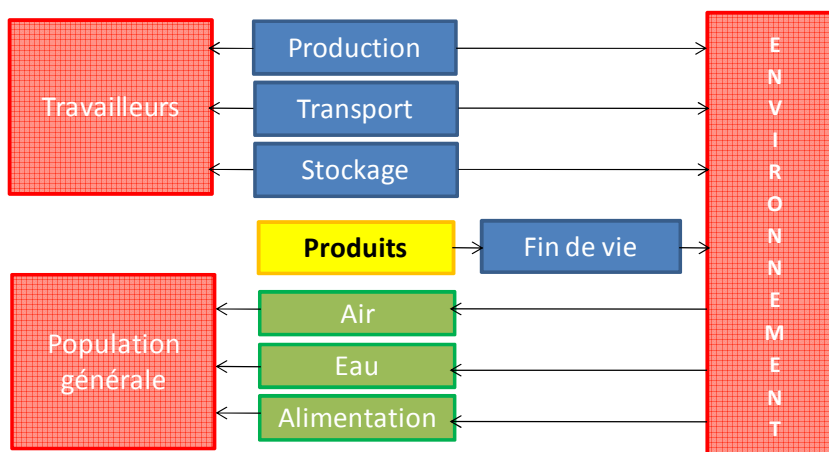 Travailleurs
Production
Transport
Stockage
Produits
Fin de vie
Population
générale
Air
Eau
Alimentation
E
N
V
I
R
O
N
N
E
M
E
N
T